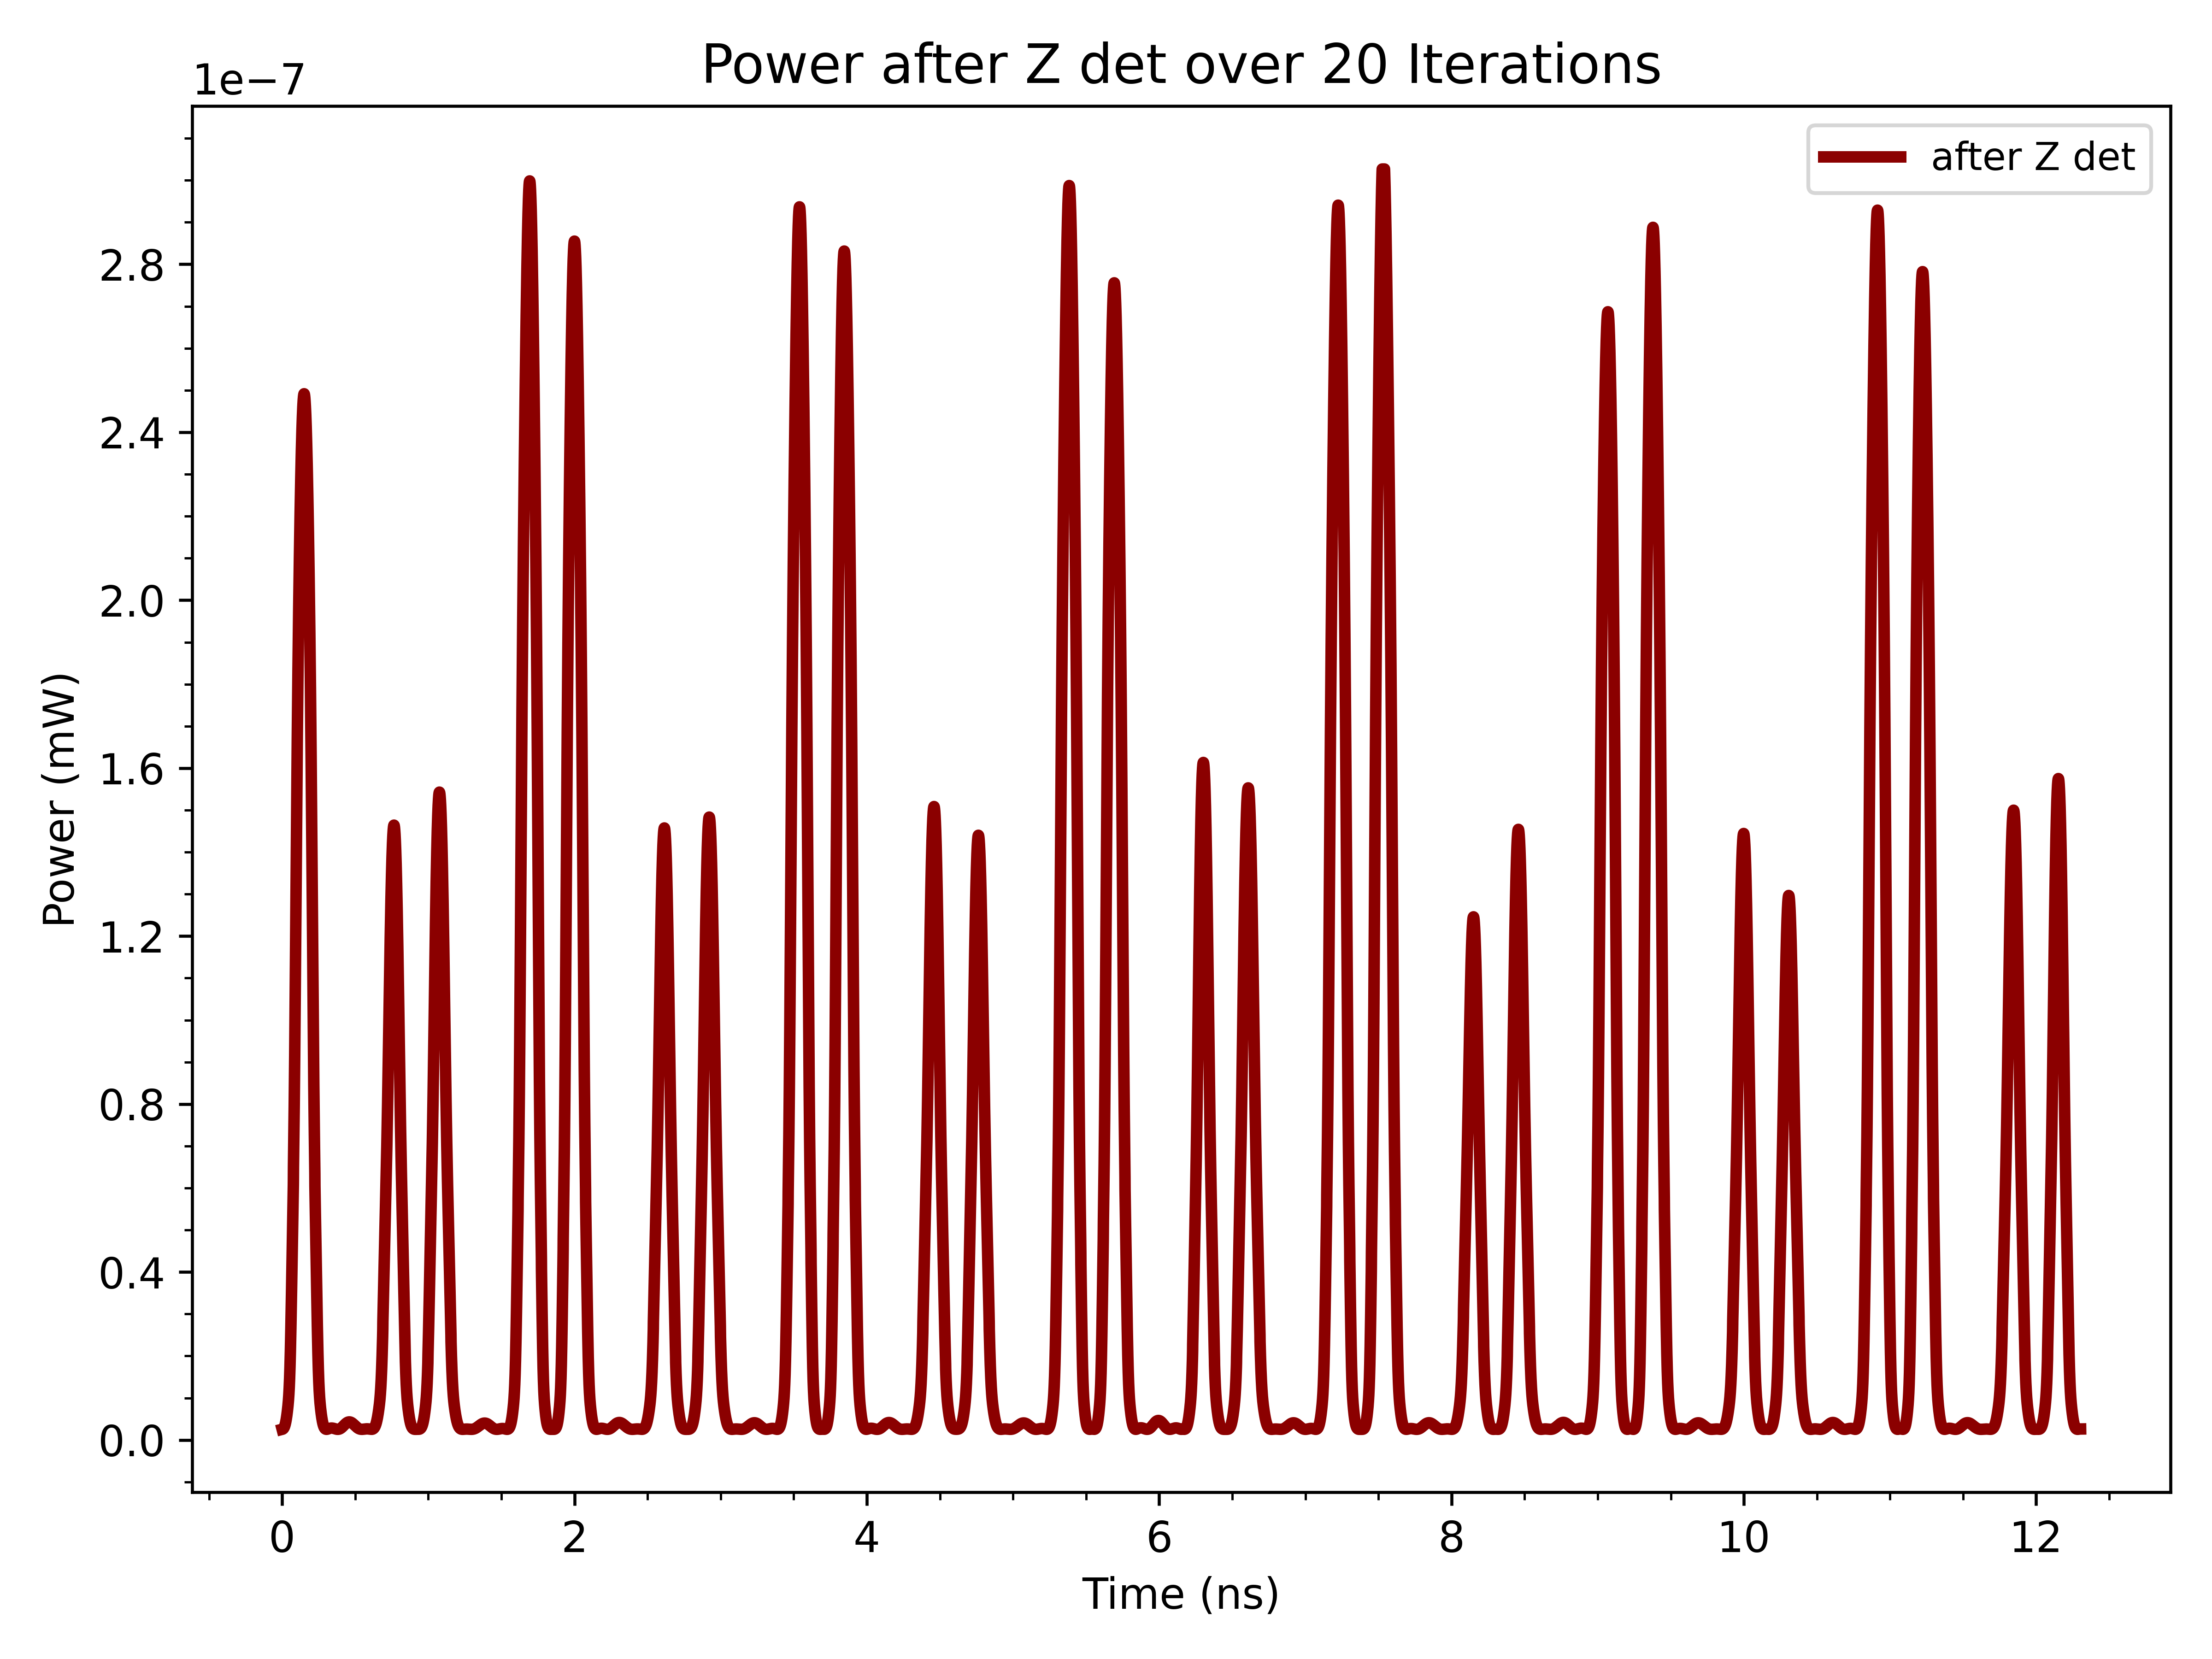 Power after Z det over 20 Iterations
1e−7
after Z det
2.8
2.4
2.0
1.6
1.2
0.8
0.4
0.0
Power (mW)
0 2 4 6 8 10 12
Time (ns)